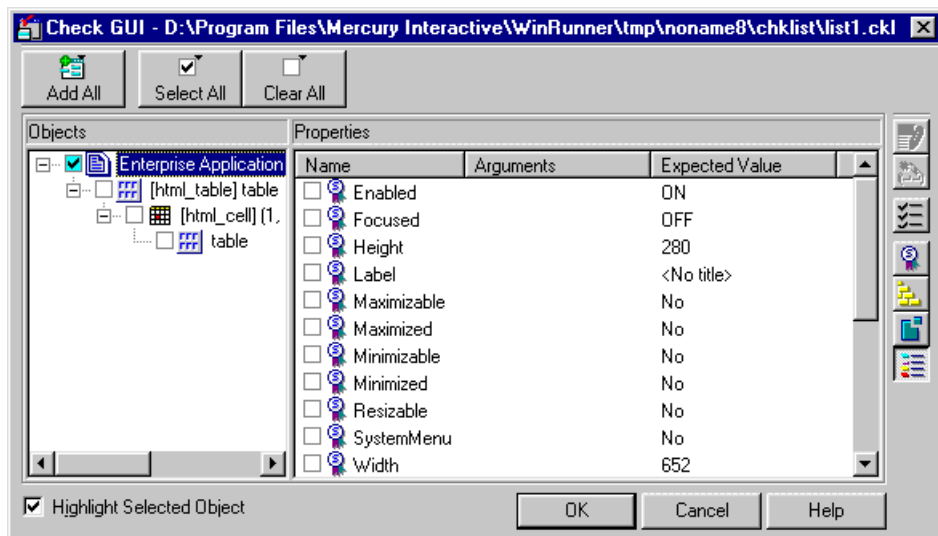 Check GUI - D:\Program Files\Mercury Interactive\WinRunner\tmp\noname8\chklist\list1.ckl
Add All Select All Clear All
Objects Properties
Name Arguments Expected Value
Enterprise Application
[html_table] table
[html_cell] (1,
table
Enabled ON
Focused OFF
Height 280
Label <No title>
Maximizable No
Maximized No
Minimizable No
Minimized No
Resizable No
SystemMenu No
Width 652
Highlight Selected Object OK Cancel Help